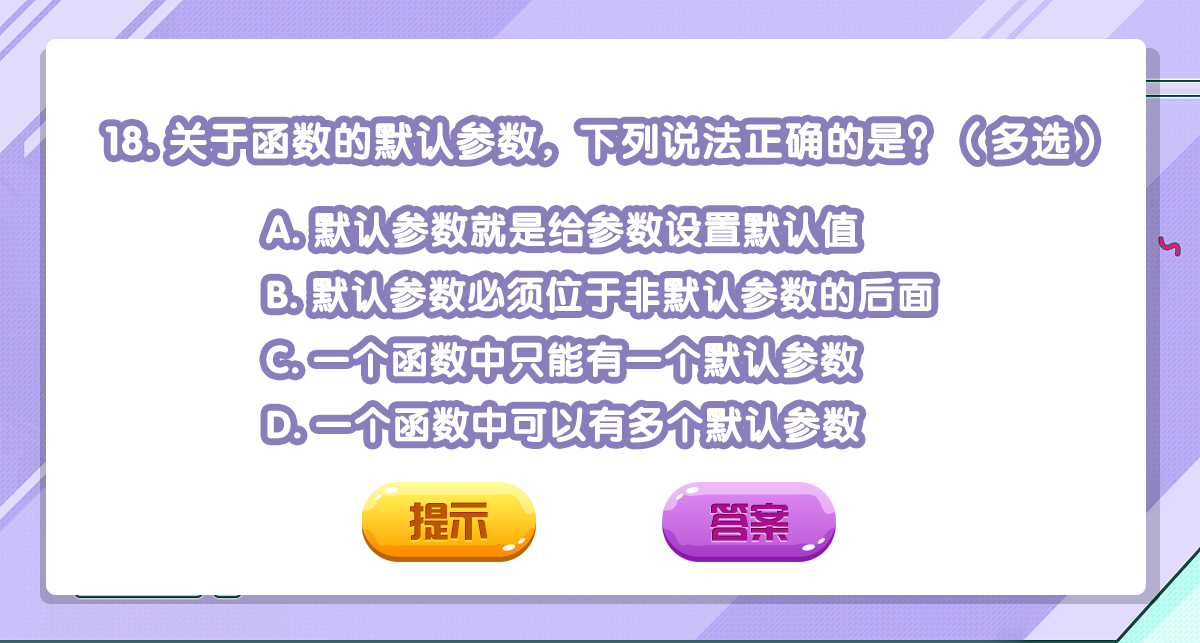 18. 关于函数的默认参数，下列说法正确的是？（多选）
A. 默认参数就是给参数设置默认值
B. 默认参数必须位于非默认参数的后面
C. 一个函数中只能有一个默认参数
D. 一个函数中可以有多个默认参数
提示 答案